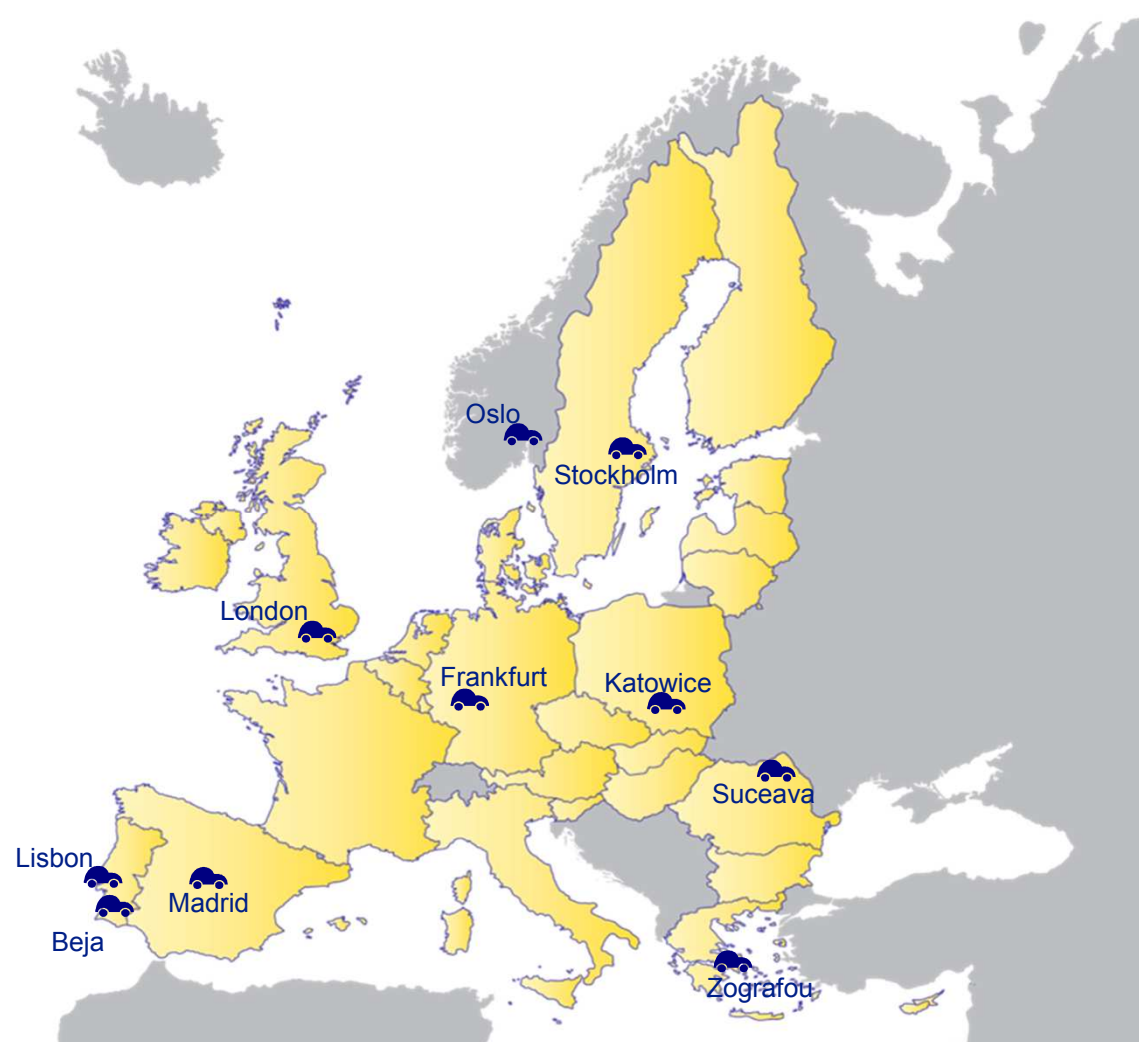 Oslo
Stockholm
London
Frankfurt
Katowice
Suceava
Lisbon
Madrid
Beja
Zografou